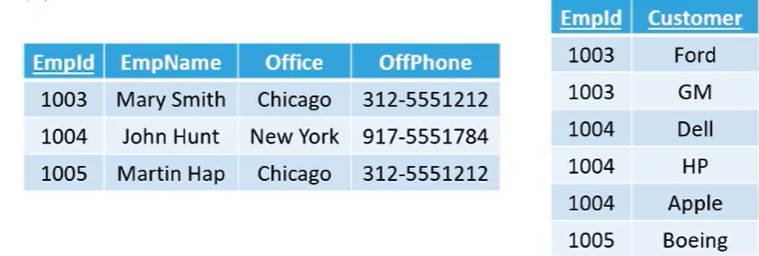 EmpId EmpName Office OffPhone
1003 Mary Smith Chicago 312-5551212
1004 John Hunt New York 917-5551784
1005 Martin Hap Chicago 312-5551212
EmpId Customer
1003 Ford
1003 GM
1004 Dell
1004 HP
1004 Apple
1005 Boeing